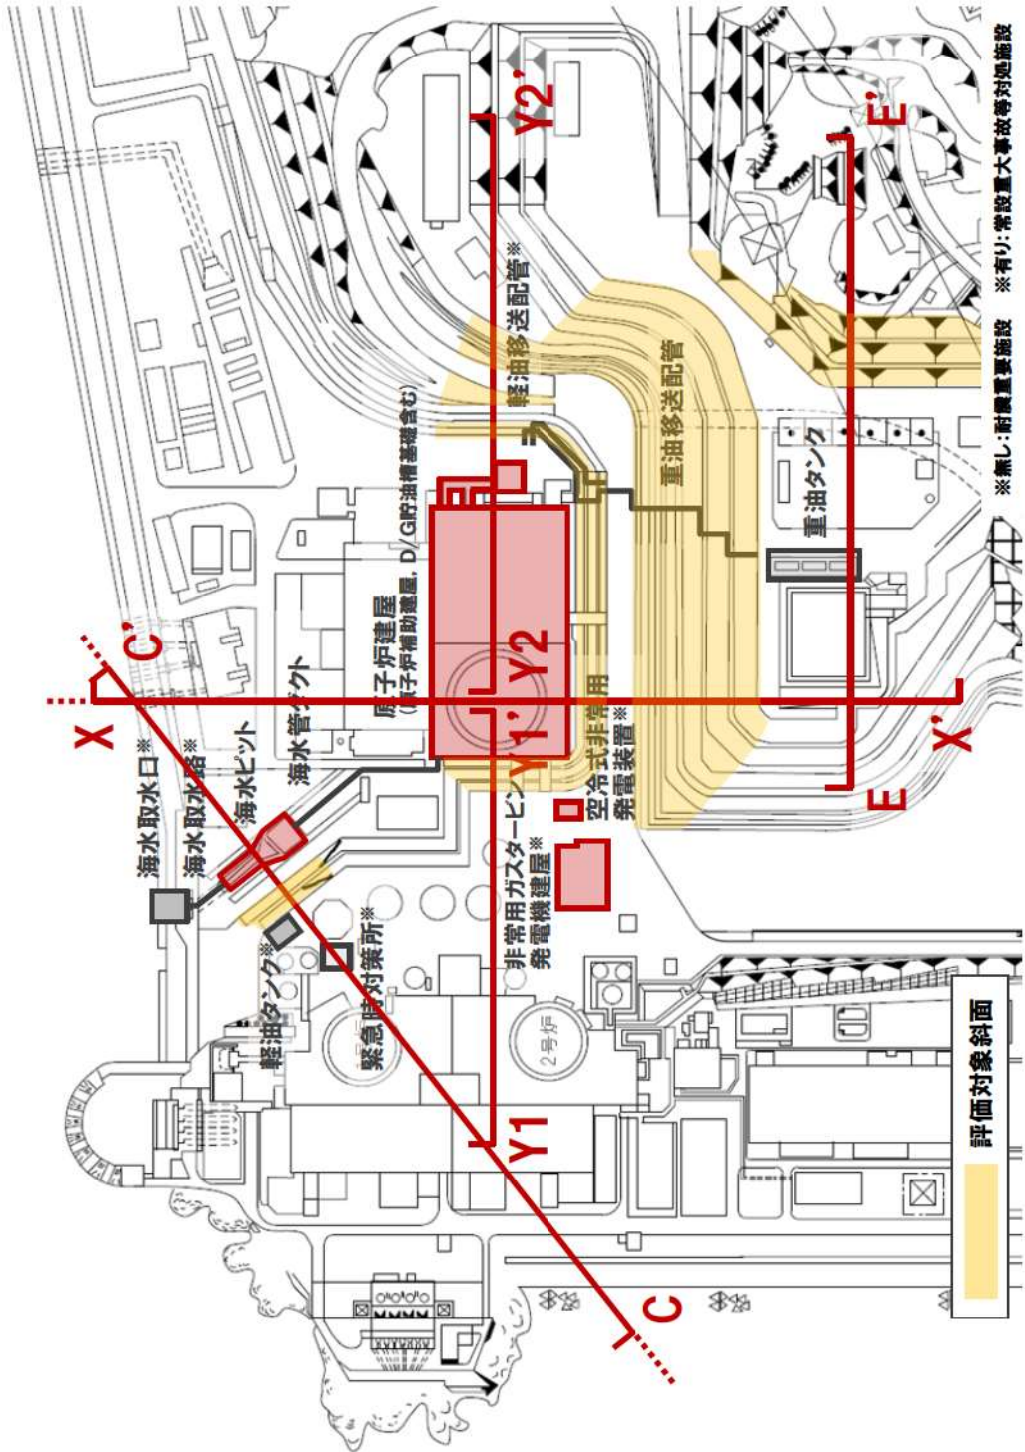 海水取水口※
海水取水路※
海水ピット
海水管ダクト
原子炉建屋
(原子炉補助建屋, D/G貯油槽基礎含む)
軽油移送配管※
重油移送配管
重油タンク
軽油タンク※
緊急時対策所※
非常用ガスタービン
発電機建屋※
空冷式非常用
発電装置※
2号炉
X
X'
Y1
Y1'
Y2
Y2'
C
C'
E
E'
評価対象斜面
※無し:耐震重要施設 ※有り:常設重大事故等対処施設